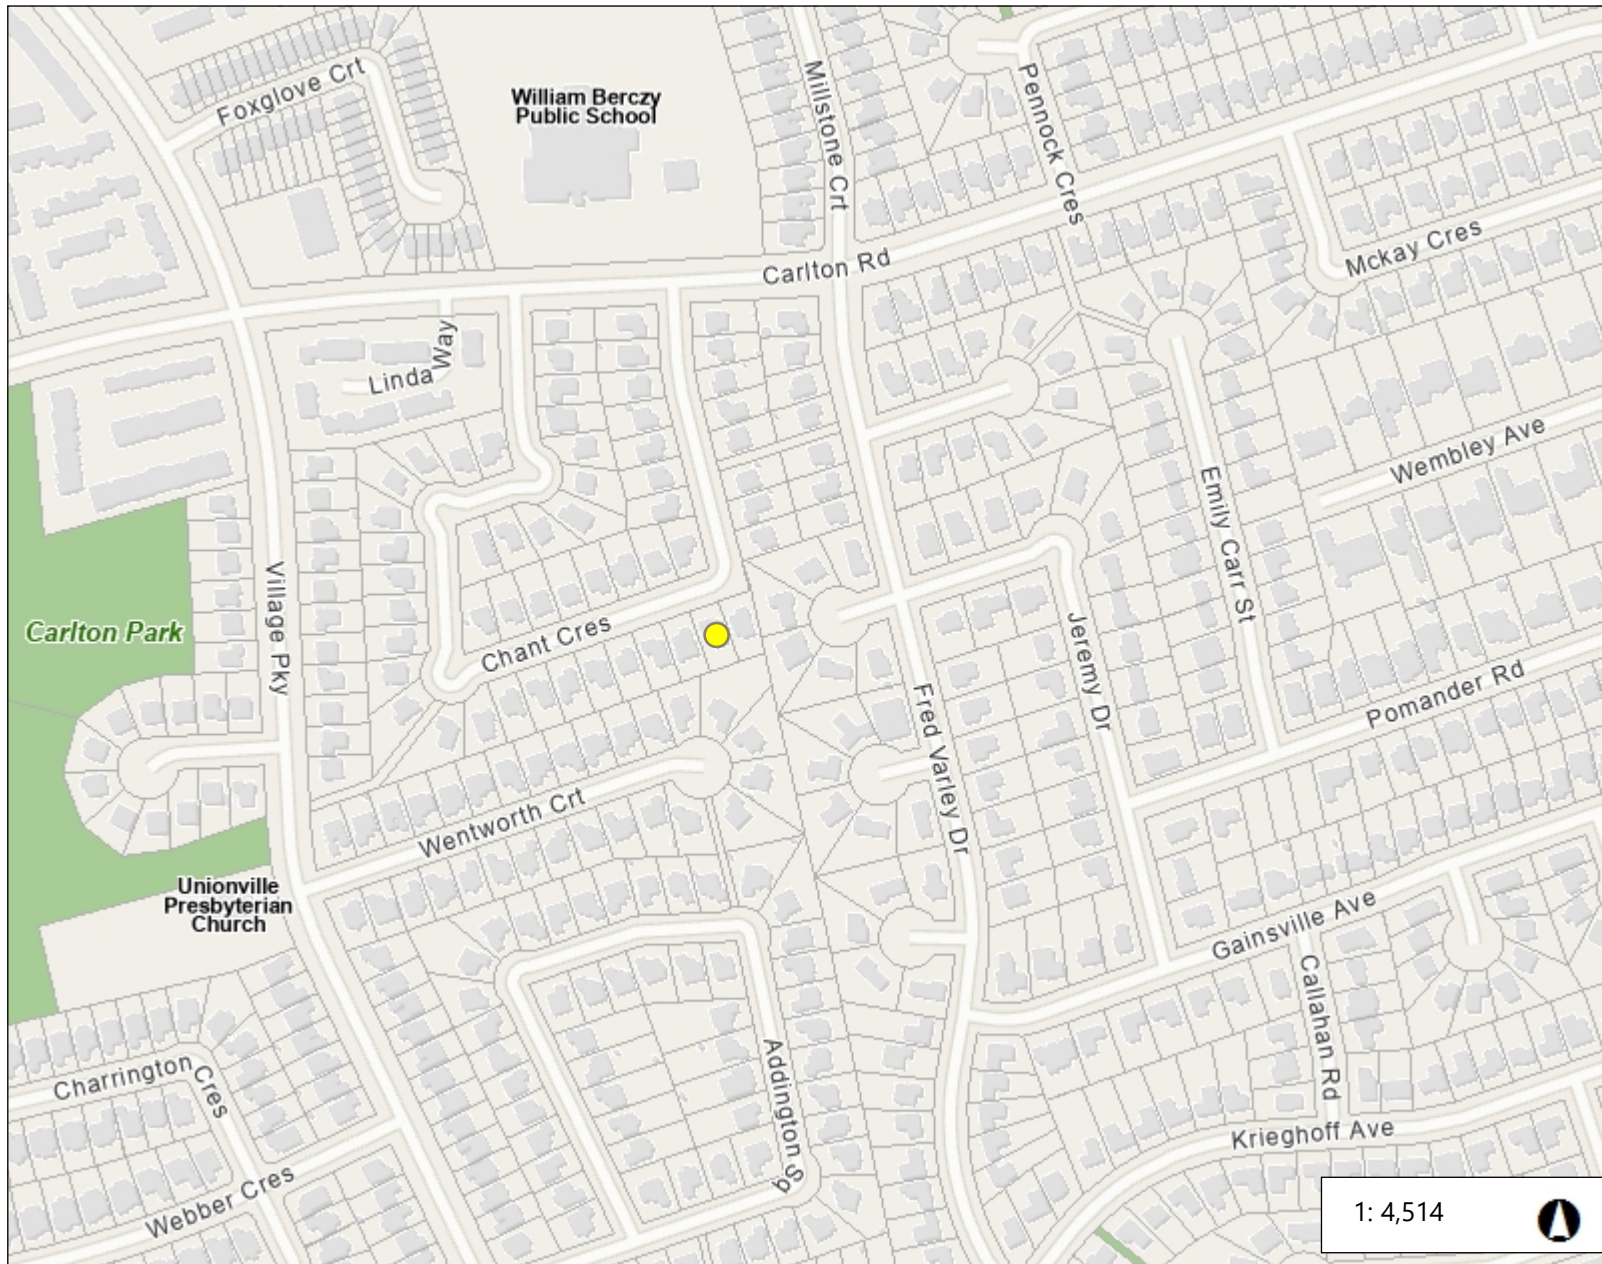 Foxglove Crt
William Berczy
Public School
Millstone Crt
Pennock Cres
Carlton Rd
Mckay Cres
Linda Way
Wembley Ave
Emily Carr St
Village Pky
Carlton Park
Chant Cres
Jeremy Dr
Pomander Rd
Fred Varley Dr
Wentworth Crt
Unionville
Presbyterian
Church
Gainsville Ave
Callahan Rd
Addington Sq
Charrington Cres
Krieghoff Ave
Webber Cres
1: 4,514